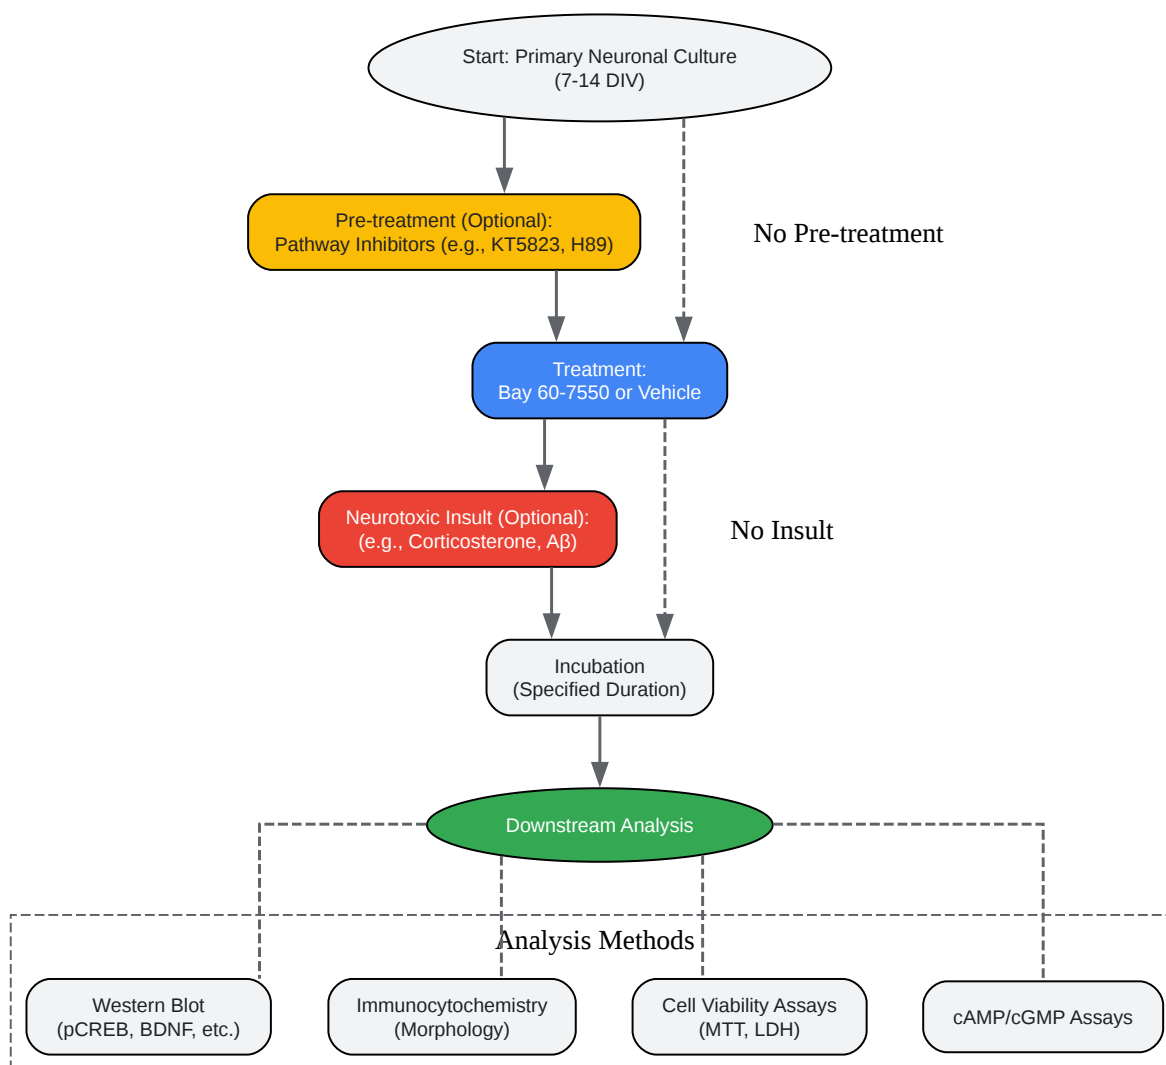 Start: Primary Neuronal Culture
(7-14 DIV)
Pre-treatment (Optional):
Pathway Inhibitors (e.g., KT5823, H89)
No Pre-treatment
Treatment:
Bay 60-7550 or Vehicle
Neurotoxic Insult (Optional):
(e.g., Corticosterone, Aβ)
No Insult
Incubation
(Specified Duration)
Downstream Analysis
Analysis Methods
Western Blot
(pCREB, BDNF, etc.)
Immunocytochemistry
(Morphology)
Cell Viability Assays
(MTT, LDH)
cAMP/cGMP Assays